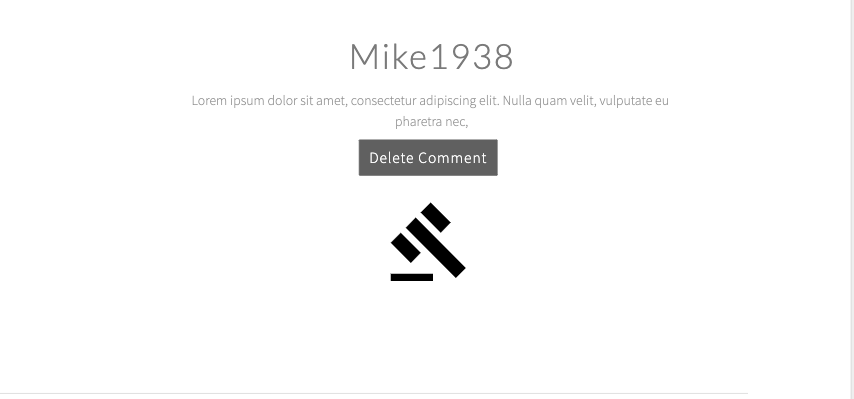 Mike1938
Lorem ipsum dolor sit amet, consectetur adipiscing elit. Nulla quam velit, vulputate eu
pharetra nec,
Delete Comment